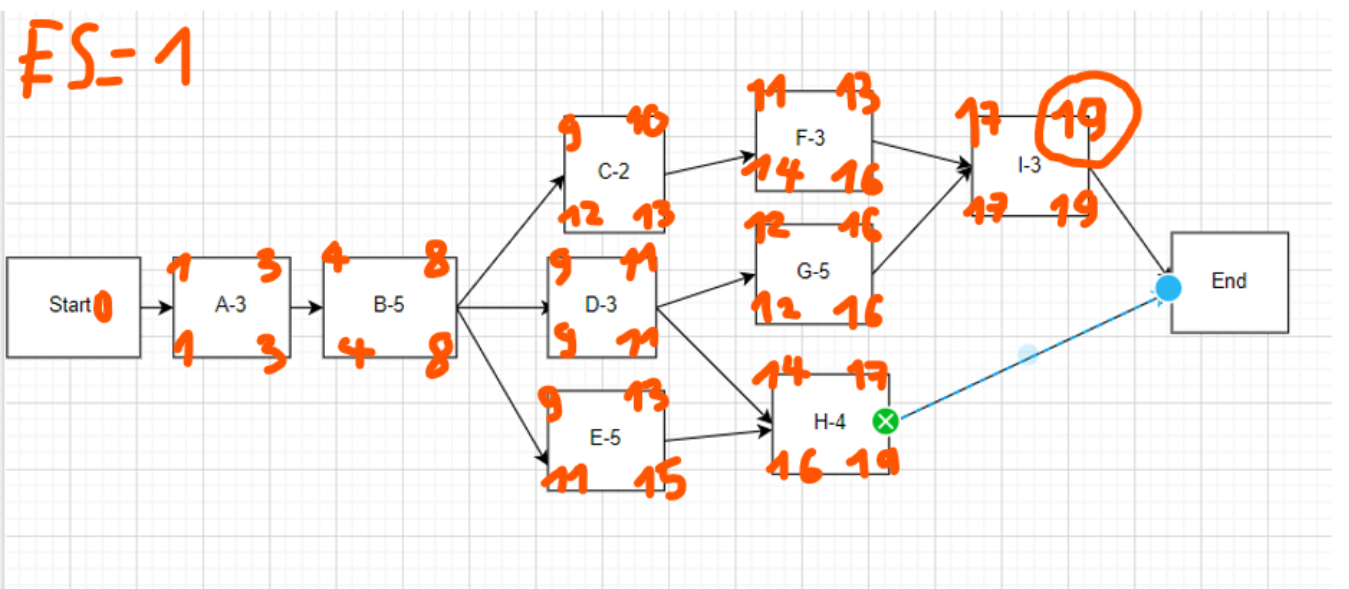 ES=1
11 13
F-3
14 16
9 10
C-2
12 13
17 19
I-3
17 19
12 16
G-5
12 16
Start 0
1 3
A-3
1 3
4 8
B-5
4 8
9 11
D-3
9 11
End
9 13
E-5
11 15
14 17
H-4
16 19